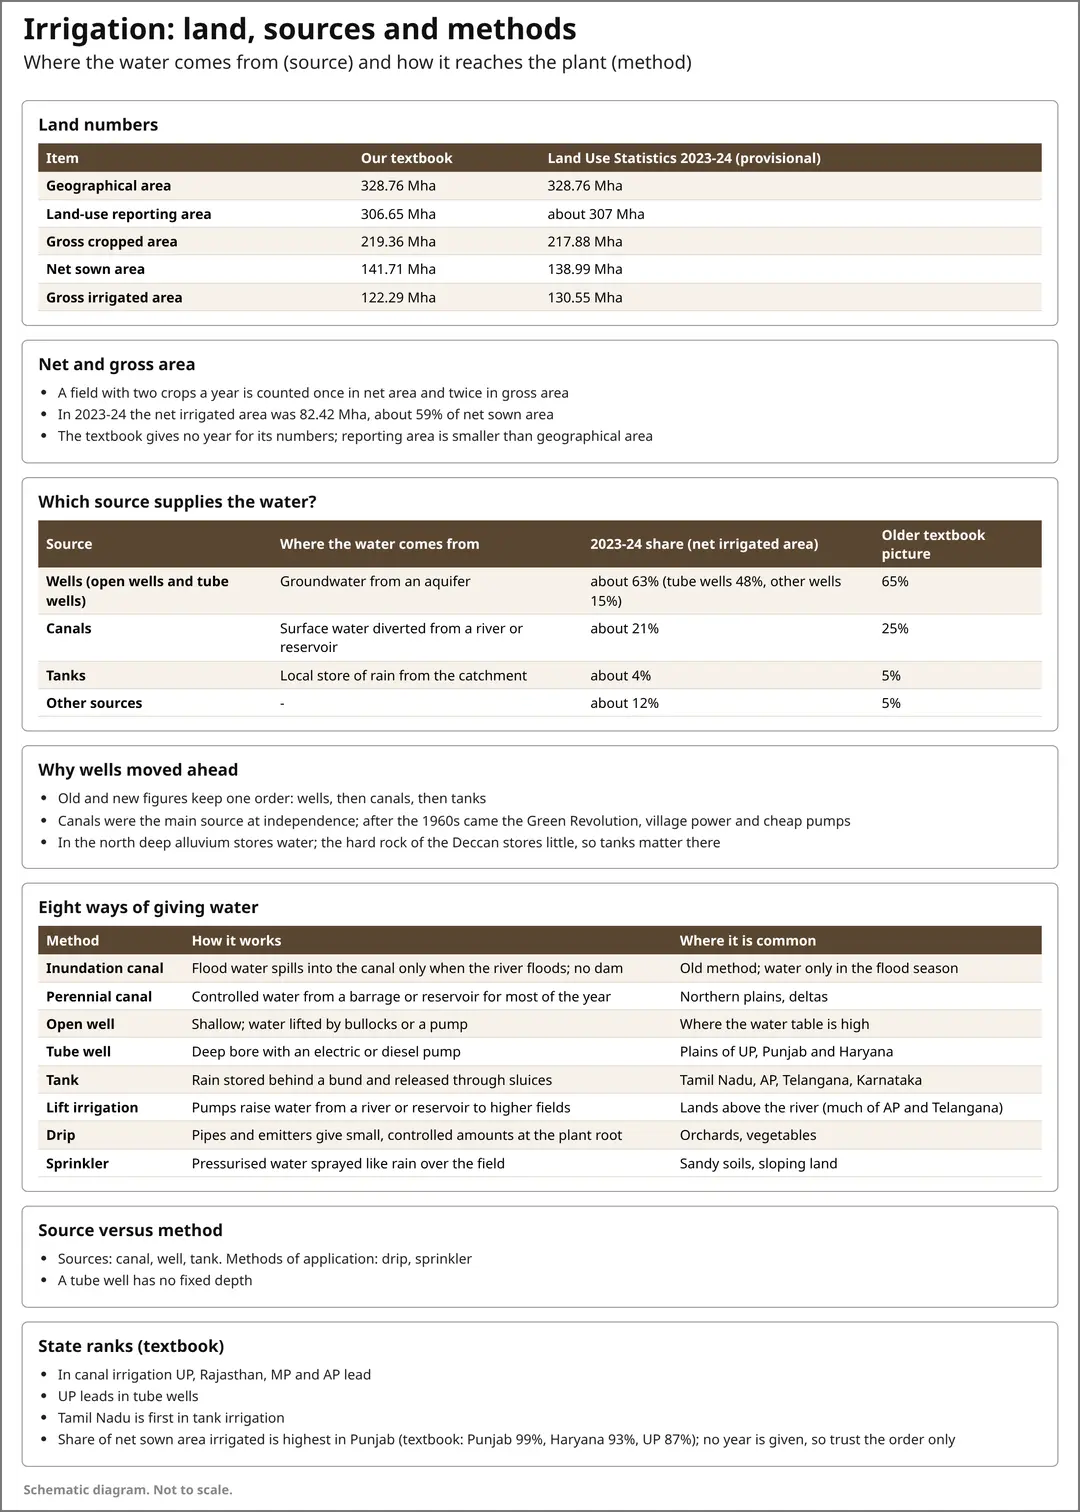 Irrigation: land, sources and methods
Where the water comes from (source) and how it reaches the plant (method)
Land numbers
Item Our textbook Land Use Statistics 2023-24 (provisional)
Geographical area 328.76 Mha 328.76 Mha
Land-use reporting area 306.65 Mha about 307 Mha
Gross cropped area 219.36 Mha 217.88 Mha
Net sown area 141.71 Mha 138.99 Mha
Gross irrigated area 122.29 Mha 130.55 Mha
Net and gross area
• A field with two crops a year is counted once in net area and twice in gross area
• In 2023-24 the net irrigated area was 82.42 Mha, about 59% of net sown area
• The textbook gives no year for its numbers; reporting area is smaller than geographical area
Which source supplies the water?
Source Where the water comes from 2023-24 share (net irrigated area) Older textbook
picture
Wells (open wells and tube Groundwater from an aquifer about 63% (tube wells 48%, other wells 65%
wells) 15%)
Canals Surface water diverted from a river or about 21% 25%
reservoir
Tanks Local store of rain from the catchment about 4% 5%
Other sources - about 12% 5%
Why wells moved ahead
• Old and new figures keep one order: wells, then canals, then tanks
• Canals were the main source at independence; after the 1960s came the Green Revolution, village power and cheap pumps
• In the north deep alluvium stores water; the hard rock of the Deccan stores little, so tanks matter there
Eight ways of giving water
Method How it works Where it is common
Inundation canal Flood water spills into the canal only when the river floods; no dam Old method; water only in the flood season
Perennial canal Controlled water from a barrage or reservoir for most of the year Northern plains, deltas
Open well Shallow; water lifted by bullocks or a pump Where the water table is high
Tube well Deep bore with an electric or diesel pump Plains of UP, Punjab and Haryana
Tank Rain stored behind a bund and released through sluices Tamil Nadu, AP, Telangana, Karnataka
Lift irrigation Pumps raise water from a river or reservoir to higher fields Lands above the river (much of AP and Telangana)
Drip Pipes and emitters give small, controlled amounts at the plant root Orchards, vegetables
Sprinkler Pressurised water sprayed like rain over the field Sandy soils, sloping land
Source versus method
• Sources: canal, well, tank. Methods of application: drip, sprinkler
• A tube well has no fixed depth
State ranks (textbook)
• In canal irrigation UP, Rajasthan, MP and AP lead
• UP leads in tube wells
• Tamil Nadu is first in tank irrigation
• Share of net sown area irrigated is highest in Punjab (textbook: Punjab 99%, Haryana 93%, UP 87%); no year is given, so trust the order only
Schematic diagram. Not to scale.